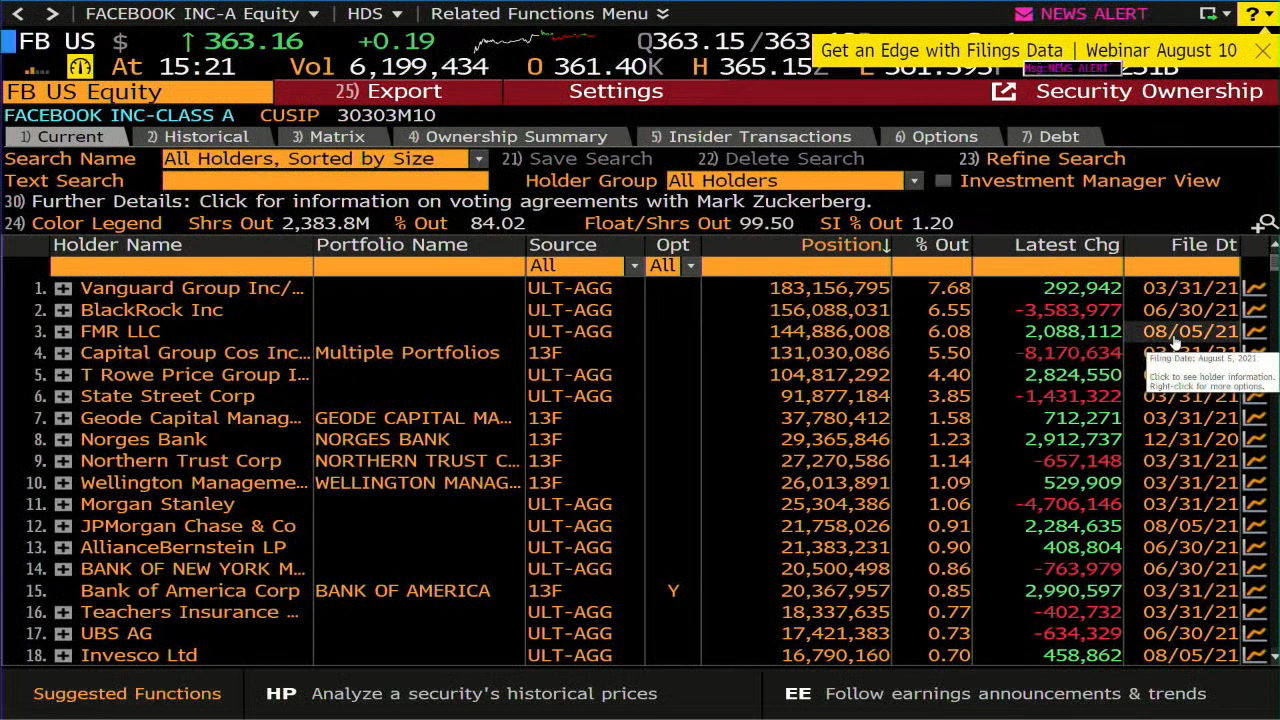 FACEBOOK INC-A Equity HDS Related Functions Menu NEWS ALERT ?
FB US $ ↑ 363.16 +0.19 Q363.15/363
Get an Edge with Filings Data | Webinar August 10
Msg:NEWS ALERT
At 15:21 Vol 6,199,434 O 361.40K H 365.15Z
FB US Equity 25) Export Settings Security Ownership
FACEBOOK INC-CLASS A CUSIP 30303M10
1) Current 2) Historical 3) Matrix 4) Ownership Summary 5) Insider Transactions 6) Options 7) Debt
Search Name All Holders, Sorted by Size 21) Save Search 22) Delete Search 23) Refine Search
Text Search Holder Group All Holders Investment Manager View
30) Further Details: Click for information on voting agreements with Mark Zuckerberg.
24) Color Legend Shrs Out 2,383.8M % Out 84.02 Float/Shrs Out 99.50 SI % Out 1.20
Holder Name Portfolio Name Source Opt Position↓ % Out Latest Chg File Dt
All All
1. Vanguard Group Inc/... ULT-AGG 183,156,795 7.68 292,942 03/31/21
2. BlackRock Inc ULT-AGG 156,088,031 6.55 -3,583,977 06/30/21
3. FMR LLC ULT-AGG 144,886,008 6.08 2,088,112 08/05/21
4. Capital Group Cos Inc... Multiple Portfolios 13F 131,030,086 5.50 -8,170,634 03/31/21
Filing Date: August 5, 2021
Click to see holder information.
Right-click for more options.
5. T Rowe Price Group I... ULT-AGG 104,817,292 4.40 2,824,550
6. State Street Corp ULT-AGG 91,877,184 3.85 -1,431,322 03/31/21
7. Geode Capital Manag... GEODE CAPITAL MA... 13F 37,780,412 1.58 712,271 03/31/21
8. Norges Bank NORGES BANK 13F 29,365,846 1.23 2,912,737 12/31/20
9. Northern Trust Corp NORTHERN TRUST C... 13F 27,270,586 1.14 -657,148 03/31/21
10. Wellington Manageme... WELLINGTON MANAG... 13F 26,013,891 1.09 529,909 03/31/21
11. Morgan Stanley ULT-AGG 25,304,386 1.06 -4,706,146 03/31/21
12. JPMorgan Chase & Co ULT-AGG 21,758,026 0.91 2,284,635 08/05/21
13. AllianceBernstein LP ULT-AGG 21,383,231 0.90 408,804 06/30/21
14. BANK OF NEW YORK M... ULT-AGG 20,500,498 0.86 -763,979 06/30/21
15. Bank of America Corp BANK OF AMERICA 13F Y 20,367,957 0.85 2,990,597 03/31/21
16. Teachers Insurance ... ULT-AGG 18,337,635 0.77 -402,732 03/31/21
17. UBS AG ULT-AGG 17,421,383 0.73 -634,329 06/30/21
18. Invesco Ltd ULT-AGG 16,790,160 0.70 458,862 08/05/21
Suggested Functions HP Analyze a security's historical prices EE Follow earnings announcements & trends